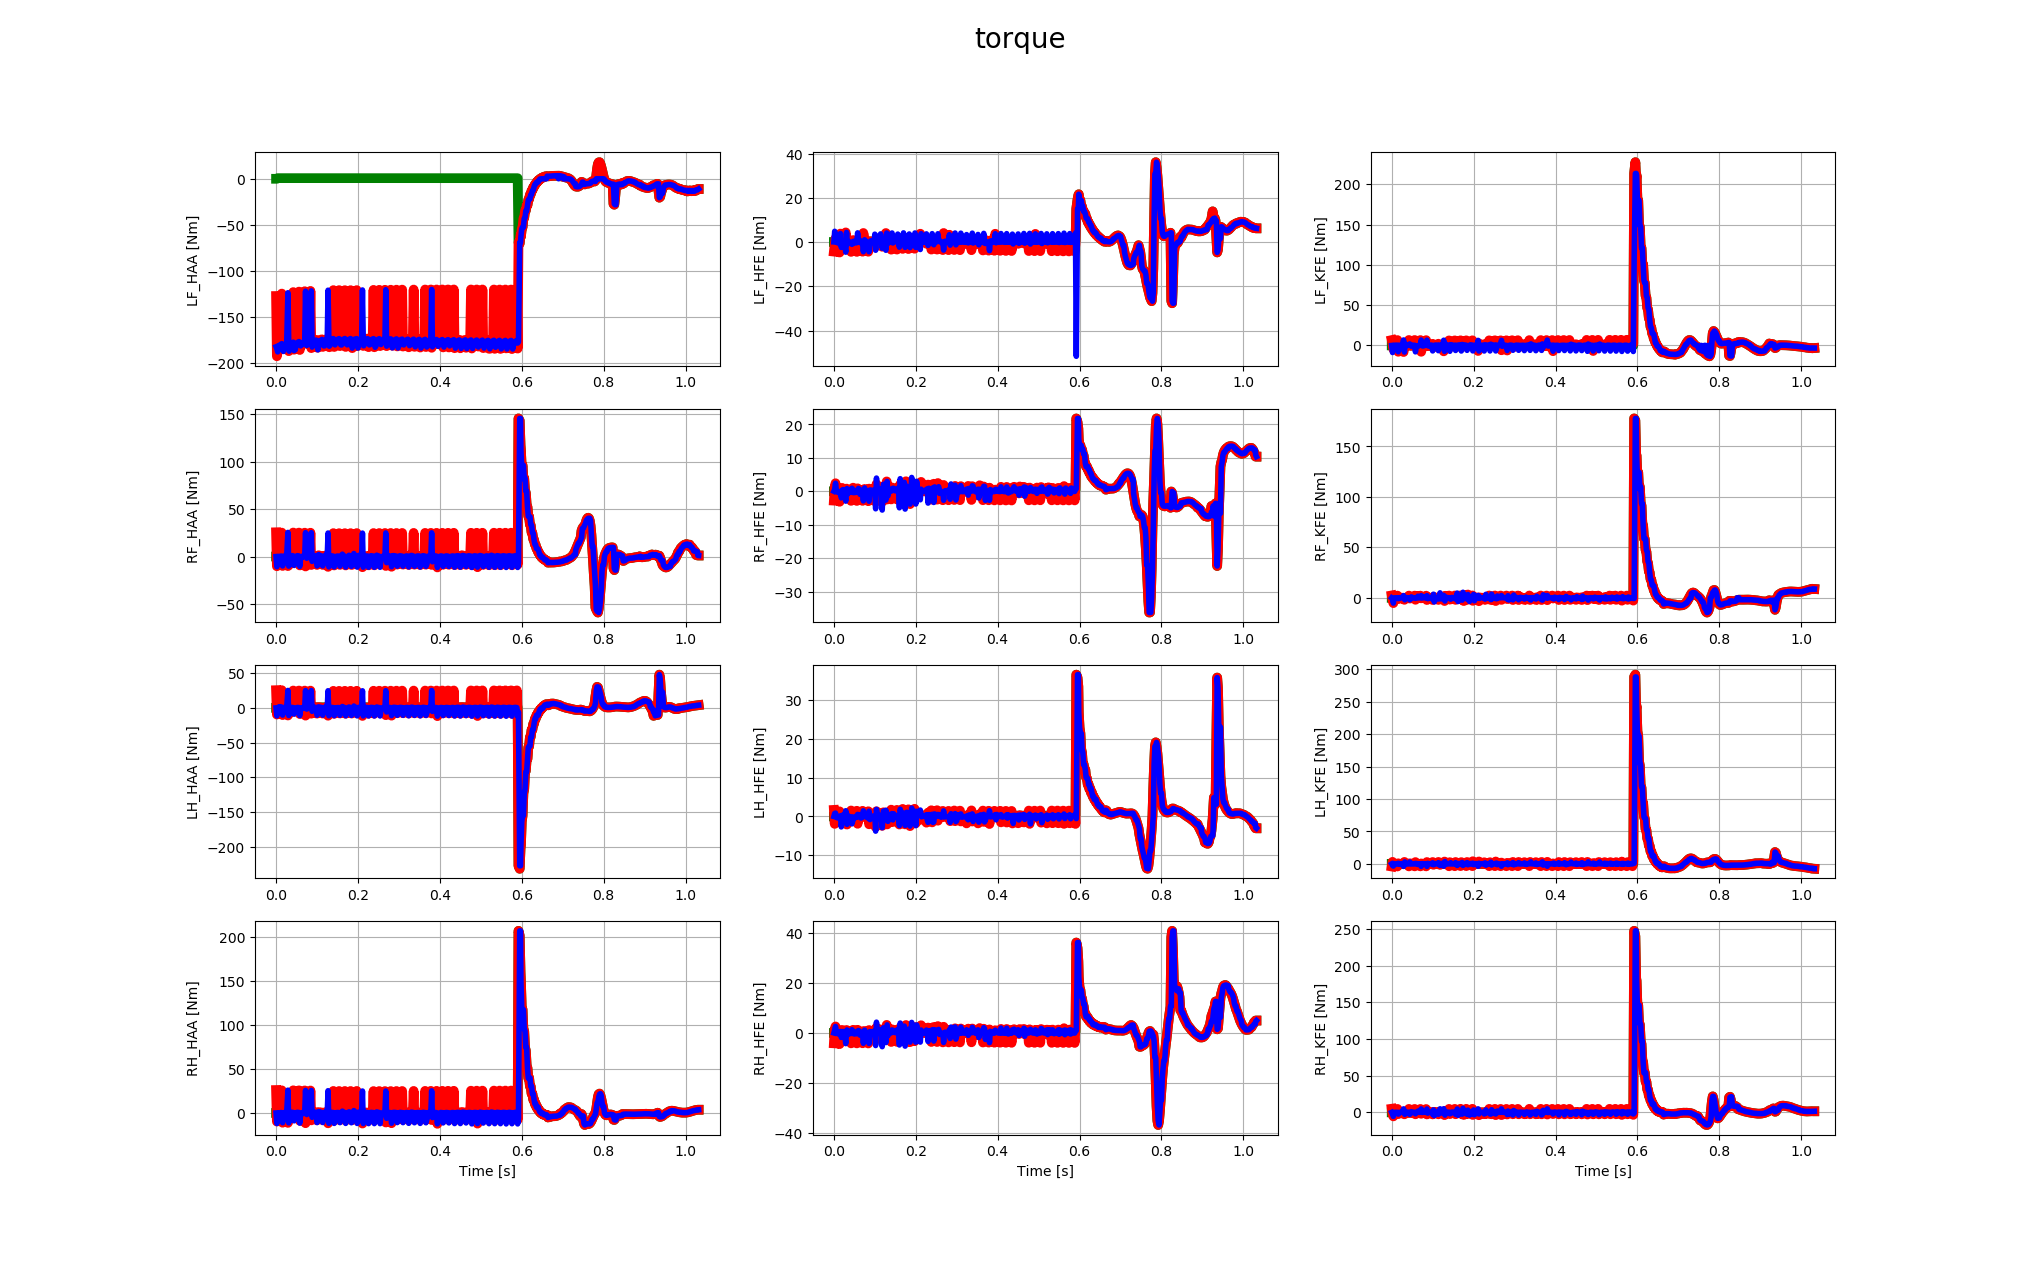 torque
LF_HAA [Nm]
0
−50
−100
−150
−200
0.0 0.2 0.4 0.6 0.8 1.0
LF_HFE [Nm]
40
20
0
−20
−40
0.0 0.2 0.4 0.6 0.8 1.0
LF_KFE [Nm]
200
150
100
50
0
0.0 0.2 0.4 0.6 0.8 1.0
RF_HAA [Nm]
150
100
50
0
−50
0.0 0.2 0.4 0.6 0.8 1.0
RF_HFE [Nm]
20
10
0
−10
−20
−30
0.0 0.2 0.4 0.6 0.8 1.0
RF_KFE [Nm]
150
100
50
0
0.0 0.2 0.4 0.6 0.8 1.0
LH_HAA [Nm]
50
0
−50
−100
−150
−200
0.0 0.2 0.4 0.6 0.8 1.0
LH_HFE [Nm]
30
20
10
0
−10
0.0 0.2 0.4 0.6 0.8 1.0
LH_KFE [Nm]
300
250
200
150
100
50
0
0.0 0.2 0.4 0.6 0.8 1.0
RH_HAA [Nm]
200
150
100
50
0
0.0 0.2 0.4 0.6 0.8 1.0
Time [s]
RH_HFE [Nm]
40
20
0
−20
−40
0.0 0.2 0.4 0.6 0.8 1.0
Time [s]
RH_KFE [Nm]
250
200
150
100
50
0
0.0 0.2 0.4 0.6 0.8 1.0
Time [s]